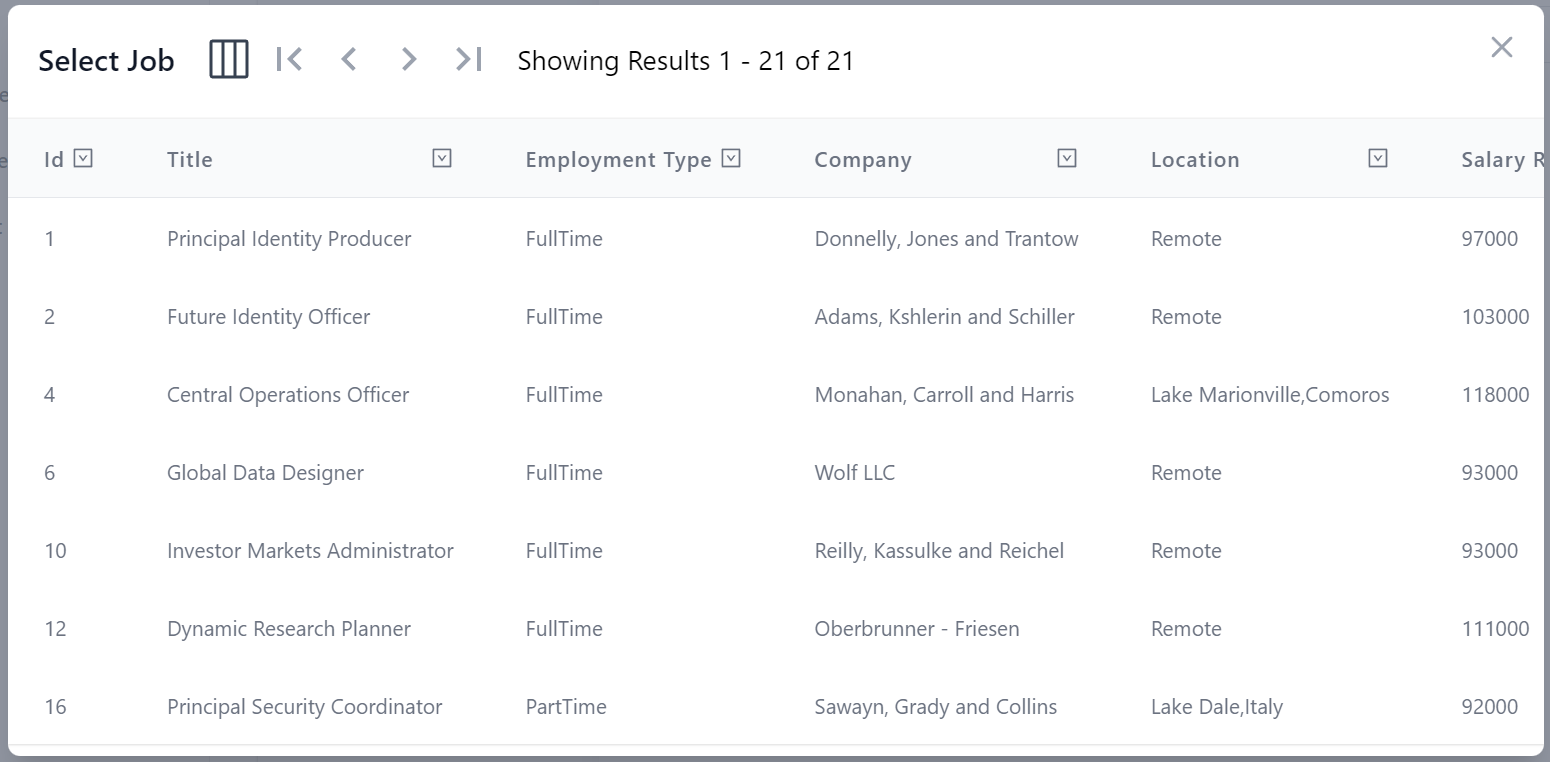 Select Job Showing Results 1 - 21 of 21
Id Title Employment Type Company Location Salary R
1 Principal Identity Producer FullTime Donnelly, Jones and Trantow Remote 97000
2 Future Identity Officer FullTime Adams, Kshlerin and Schiller Remote 103000
4 Central Operations Officer FullTime Monahan, Carroll and Harris Lake Marionville,Comoros 118000
6 Global Data Designer FullTime Wolf LLC Remote 93000
10 Investor Markets Administrator FullTime Reilly, Kassulke and Reichel Remote 93000
12 Dynamic Research Planner FullTime Oberbrunner - Friesen Remote 111000
16 Principal Security Coordinator PartTime Sawayn, Grady and Collins Lake Dale,Italy 92000